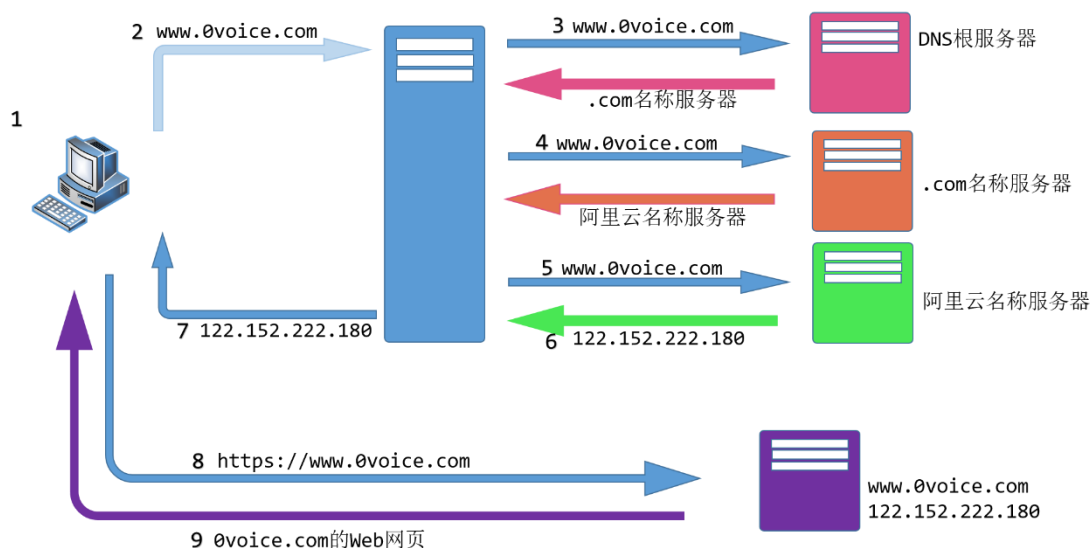 2 www.0voice.com
3 www.0voice.com
DNS根服务器
.com名称服务器
1
4 www.0voice.com
.com名称服务器
阿里云名称服务器
5 www.0voice.com
阿里云名称服务器
7 122.152.222.180
6 122.152.222.180
8 https://www.0voice.com
www.0voice.com
122.152.222.180
9 0voice.com的Web网页